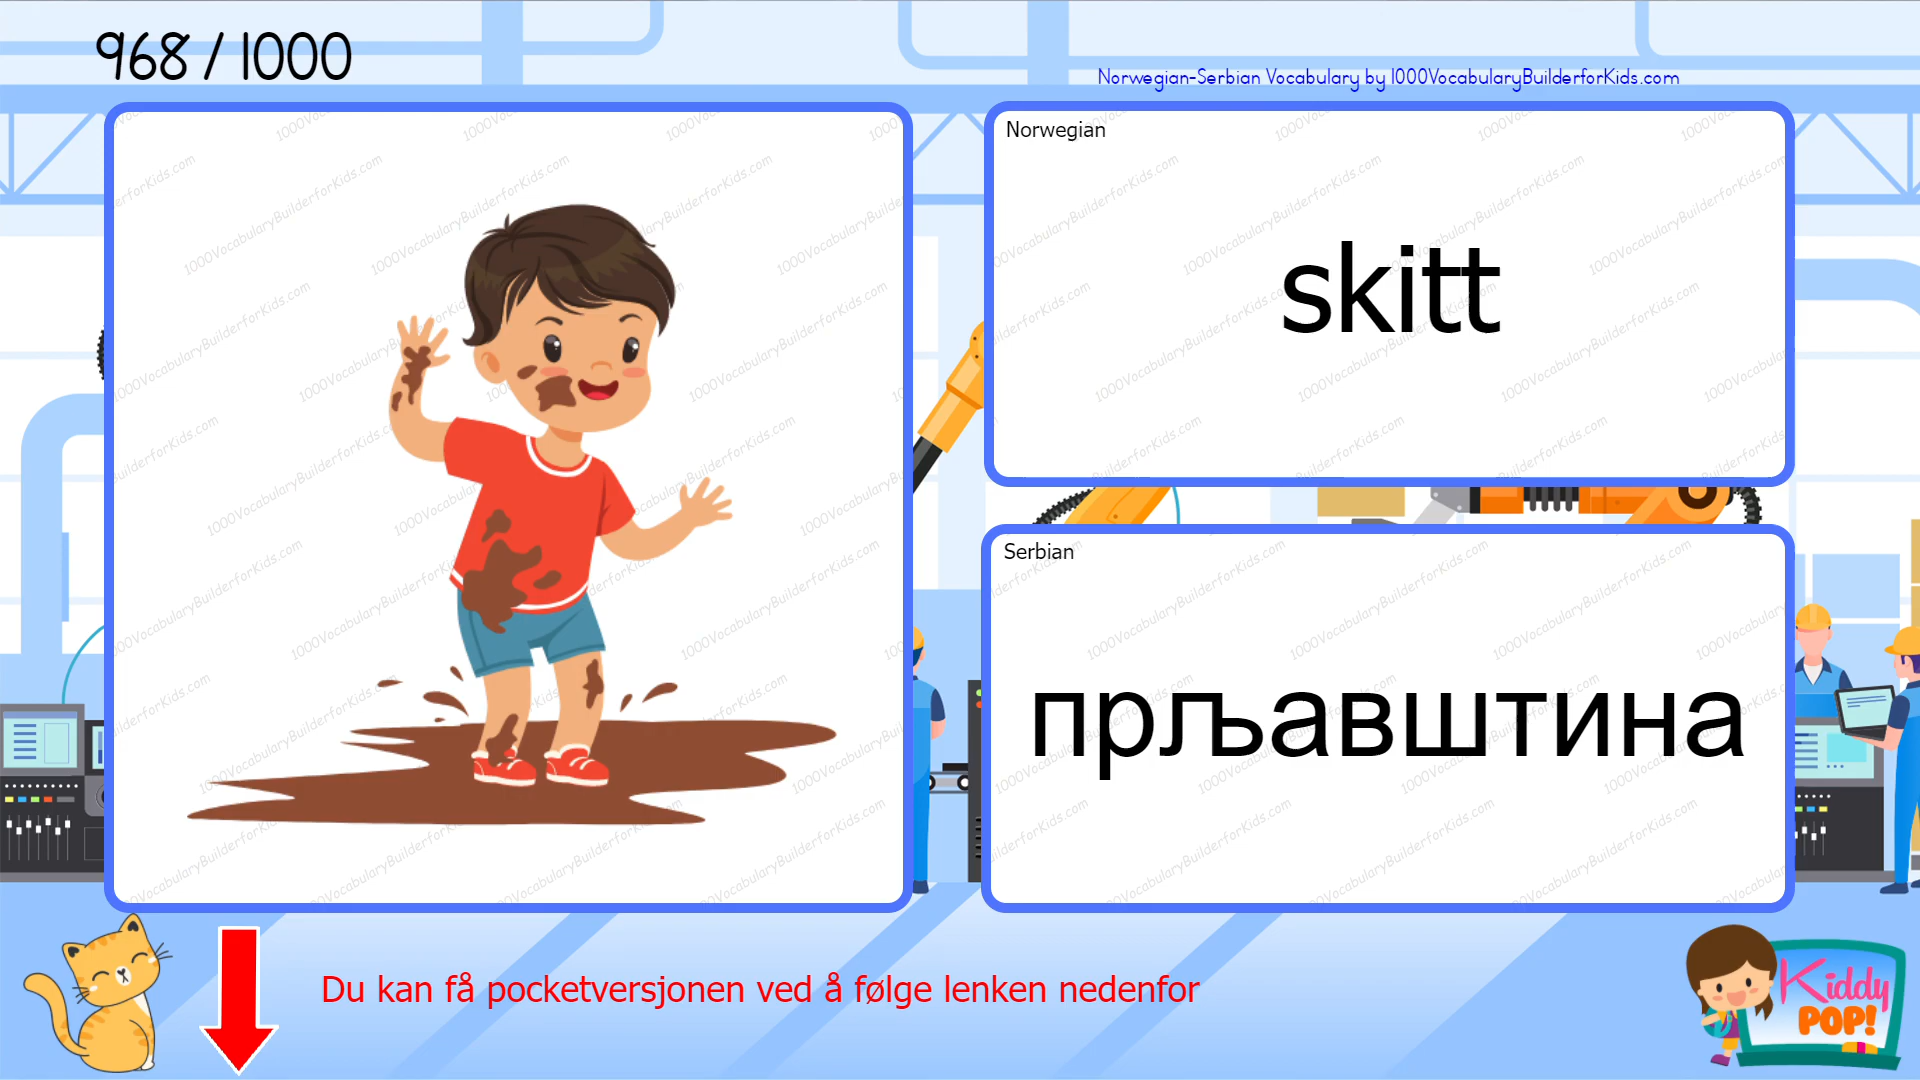 968 / 1000
Norwegian-Serbian Vocabulary by 1000VocabularyBuilderforKids.com
Norwegian
skitt
Serbian
прљавштина
Du kan få pocketversjonen ved å følge lenken nedenfor
Kiddy
POP!